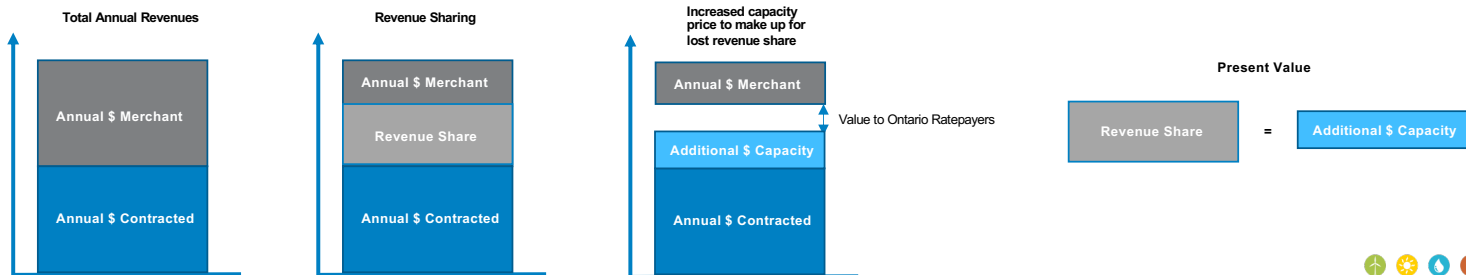 Total Annual Revenues
Annual $ Merchant
Annual $ Contracted
Revenue Sharing
Annual $ Merchant
Revenue Share
Annual $ Contracted
Increased capacity
price to make up for
lost revenue share
Annual $ Merchant
Value to Ontario Ratepayers
Additional $ Capacity
Annual $ Contracted
Present Value
Revenue Share
=
Additional $ Capacity